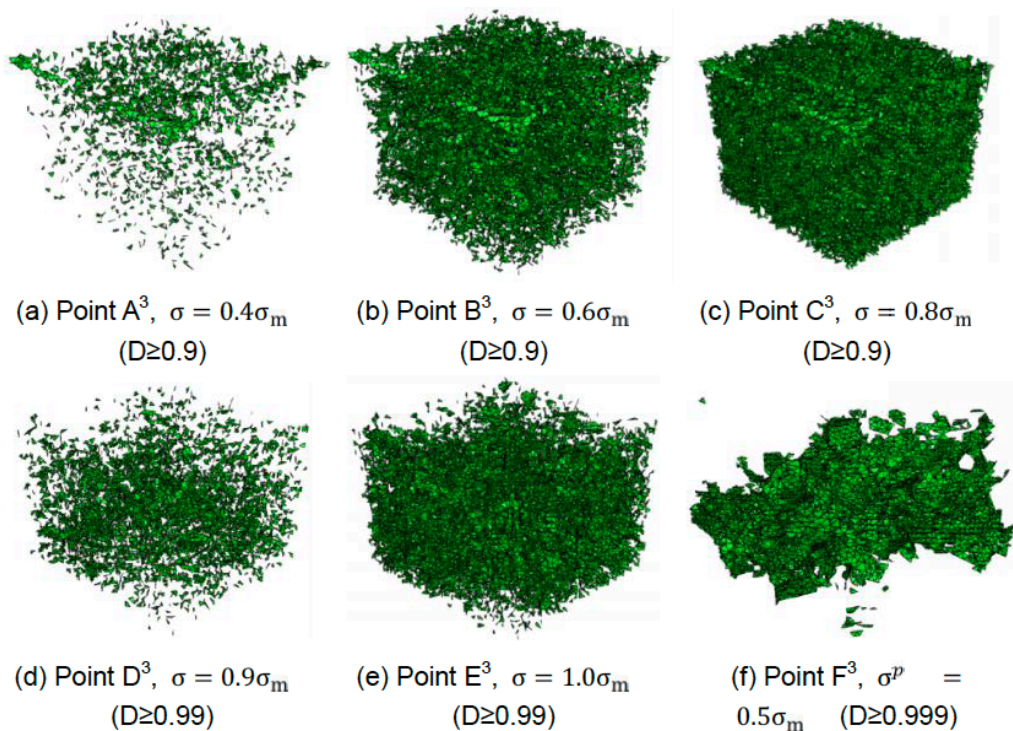 (a) Point A³, σ = 0.4σₘ
(D≥0.9)
(b) Point B³, σ = 0.6σₘ
(D≥0.9)
(c) Point C³, σ = 0.8σₘ
(D≥0.9)
(d) Point D³, σ = 0.9σₘ
(D≥0.99)
(e) Point E³, σ = 1.0σₘ
(D≥0.99)
(f) Point F³, σᵖ =
0.5σₘ (D≥0.999)